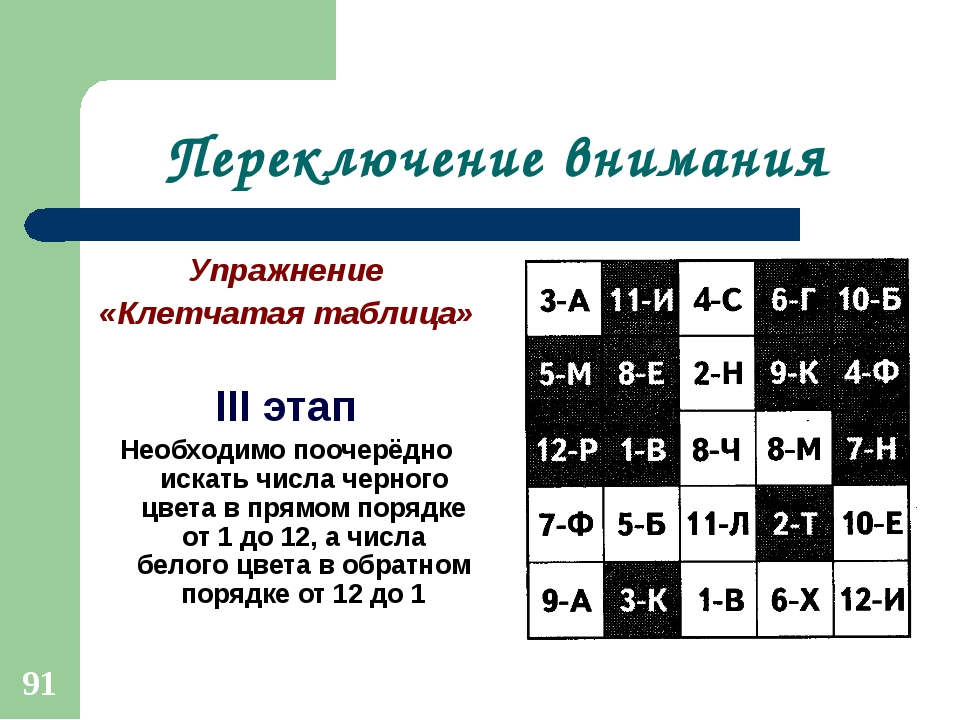 Переключение внимания
Упражнение
«Клетчатая таблица»
III этап
Необходимо поочерёдно
искать числа черного
цвета в прямом порядке
от 1 до 12, а числа
белого цвета в обратном
порядке от 12 до 1
3-А 11-И 4-С 6-Г 10-Б
5-М 8-Е 2-Н 9-К 4-Ф
12-Р 1-В 8-Ч 8-М 7-Н
7-Ф 5-Б 11-Л 2-Т 10-Е
9-А 3-К 1-В 6-Х 12-И
91